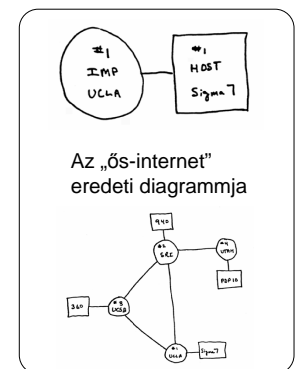 #1
IMP
UCLA
#1
HOST
Sigma 7
Az „ős-internet”
eredeti diagrammja
940
#2
SRI
#4
UTAH
PDP10
360
#3
UCSB
#1
UCLA
Sigma 7